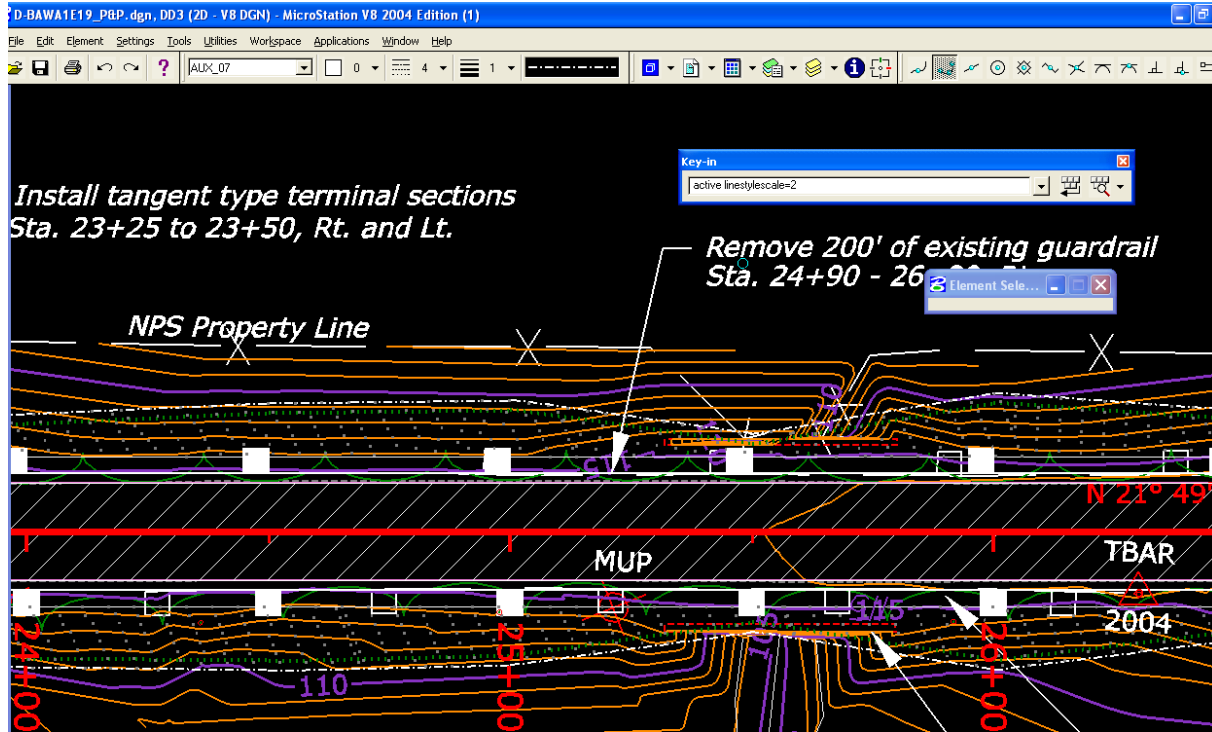 D-BAWA1E19_P&P.dgn, DD3 (2D - V8 DGN) - MicroStation V8 2004 Edition (1)
File Edit Element Settings Tools Utilities Workspace Applications Window Help
AUX_07 0 4 1
Key-in
active linestylescale=2
Install tangent type terminal sections
Sta. 23+25 to 23+50, Rt. and Lt.
Remove 200' of existing guardrail
Sta. 24+90 - 26
Element Sele...
NPS Property Line
115
N 21° 49'
MUP
TBAR
115
2004
105
110
24+00
25+00
26+00